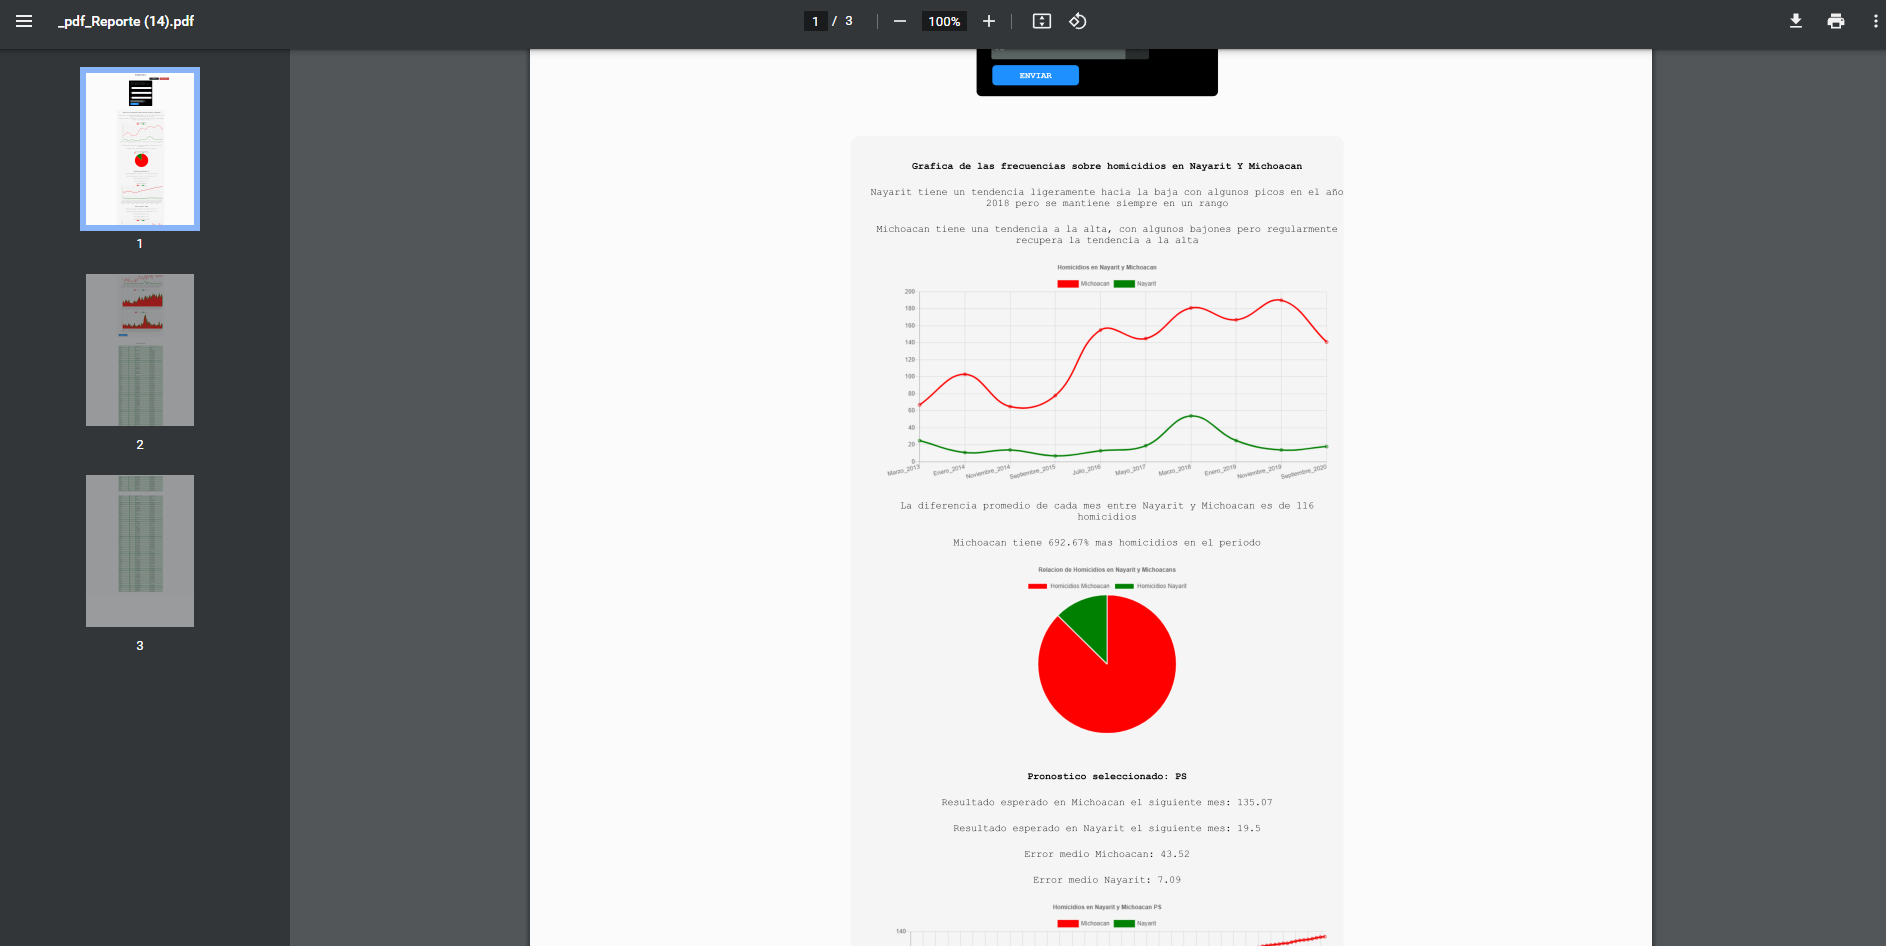 _pdf_Reporte (14).pdf
1 / 3
100%
1
2
3
ENVIAR
Grafica de las frecuencias sobre homicidios en Nayarit Y Michoacan
Nayarit tiene un tendencia ligeramente hacia la baja con algunos picos en el año
2018 pero se mantiene siempre en un rango
Michoacan tiene una tendencia a la alta, con algunos bajones pero regularmente
recupera la tendencia a la alta
Homicidios en Nayarit y Michoacan
Michoacan Nayarit
200
180
160
140
120
100
80
60
40
20
0
Marzo_2013 Enero_2014 Noviembre_2014 Septiembre_2015 Julio_2016 Mayo_2017 Marzo_2018 Enero_2019 Noviembre_2019 Septiembre_2020
La diferencia promedio de cada mes entre Nayarit y Michoacan es de 116
homicidios
Michoacan tiene 692.67% mas homicidios en el periodo
Relacion de Homicidios en Nayarit y Michoacans
Homicidios Michoacan Homicidios Nayarit
Pronostico seleccionado: PS
Resultado esperado en Michoacan el siguiente mes: 135.07
Resultado esperado en Nayarit el siguiente mes: 19.5
Error medio Michoacan: 43.52
Error medio Nayarit: 7.09
Homicidios en Nayarit y Michoacan PS
Michoacan Nayarit
140